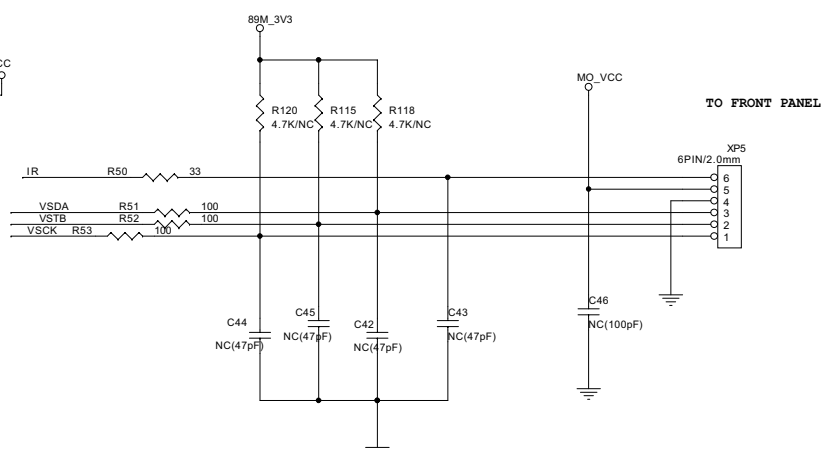 89M_3V3
CC
MO_VCC
TO FRONT PANEL
R120
4.7K/NC
R115
4.7K/NC
R118
4.7K/NC
XP5
6PIN/2.0mm
IR R50 33
6
5
4
VSDA R51 100
3
VSTB R52 100
2
VSCK R53 100
1
C46
NC(100pF)
C45
NC(47pF)
C43
NC(47pF)
C44
NC(47pF)
C42
NC(47pF)